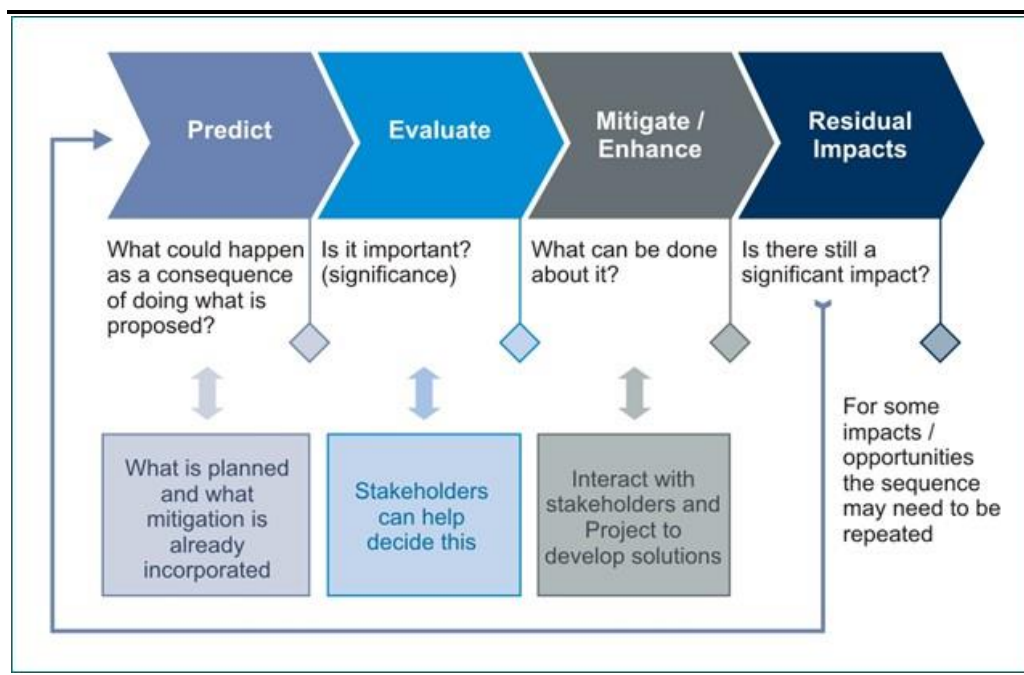 Predict
Evaluate
Mitigate /
Enhance
Residual
Impacts
What could happen
as a consequence
of doing what is
proposed?
Is it important?
(significance)
What can be done
about it?
Is there still a
significant impact?
What is planned
and what
mitigation is
already
incorporated
Stakeholders
can help
decide this
Interact with
stakeholders and
Project to
develop solutions
For some
impacts /
opportunities
the sequence
may need to be
repeated